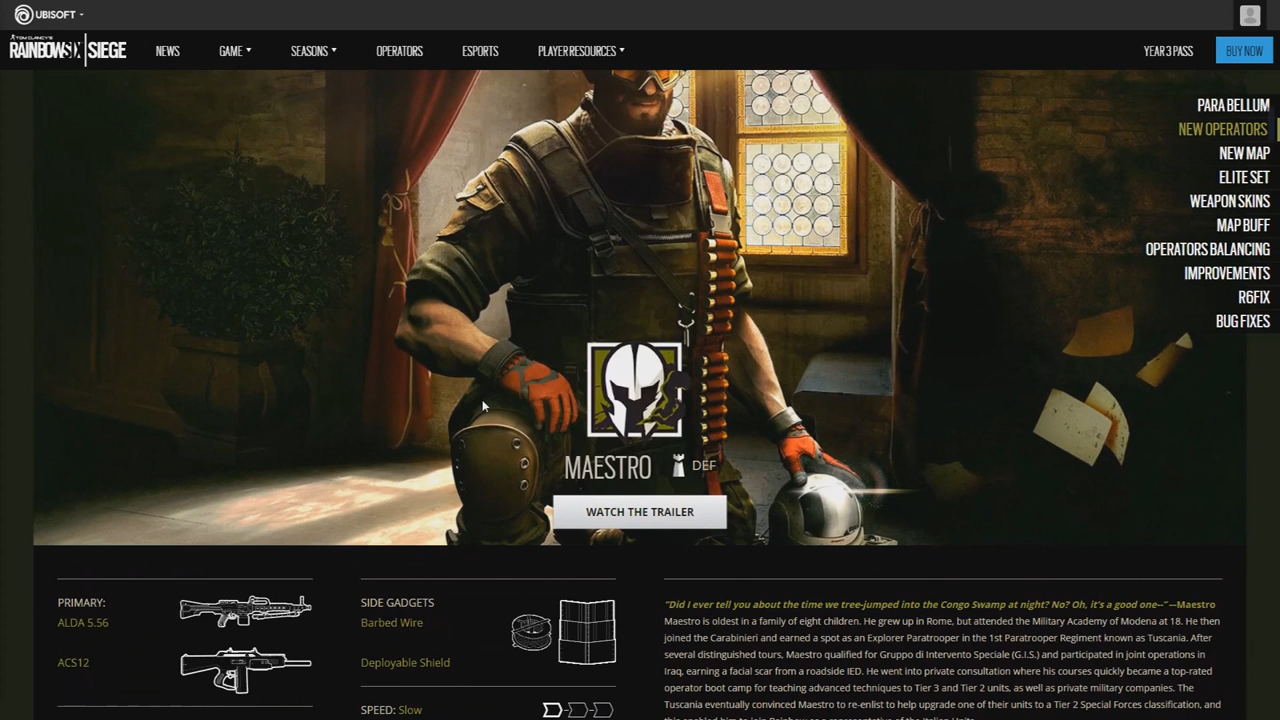 UBISOFT
TOM CLANCY'S
RAINBOWSIX | SIEGE
NEWS
GAME
SEASONS
OPERATORS
ESPORTS
PLAYER RESOURCES
YEAR 3 PASS
BUY NOW
PARA BELLUM
NEW OPERATORS
NEW MAP
ELITE SET
WEAPON SKINS
MAP BUFF
OPERATORS BALANCING
IMPROVEMENTS
R6FIX
BUG FIXES
MAESTRO
DEF
WATCH THE TRAILER
PRIMARY:
ALDA 5.56
ACS12
SIDE GADGETS
Barbed Wire
Deployable Shield
SPEED: Slow
"Did I ever tell you about the time we tree-jumped into the Congo Swamp at night? No? Oh, it's a good one--" --Maestro
Maestro is oldest in a family of eight children. He grew up in Rome, but attended the Military Academy of Modena at 18. He then
joined the Carabinieri and earned a spot as an Explorer Paratrooper in the 1st Paratrooper Regiment known as Tuscania. After
several distinguished tours, Maestro qualified for Gruppo di Intervento Speciale (G.I.S.) and participated in joint operations in
Iraq, earning a facial scar from a roadside IED. He went into private consultation where his courses quickly became a top-rated
operator boot camp for teaching advanced techniques to Tier 3 and Tier 2 units, as well as private military companies. The
Tuscania eventually convinced Maestro to re-enlist to help upgrade one of their units to a Tier 2 Special Forces classification, and